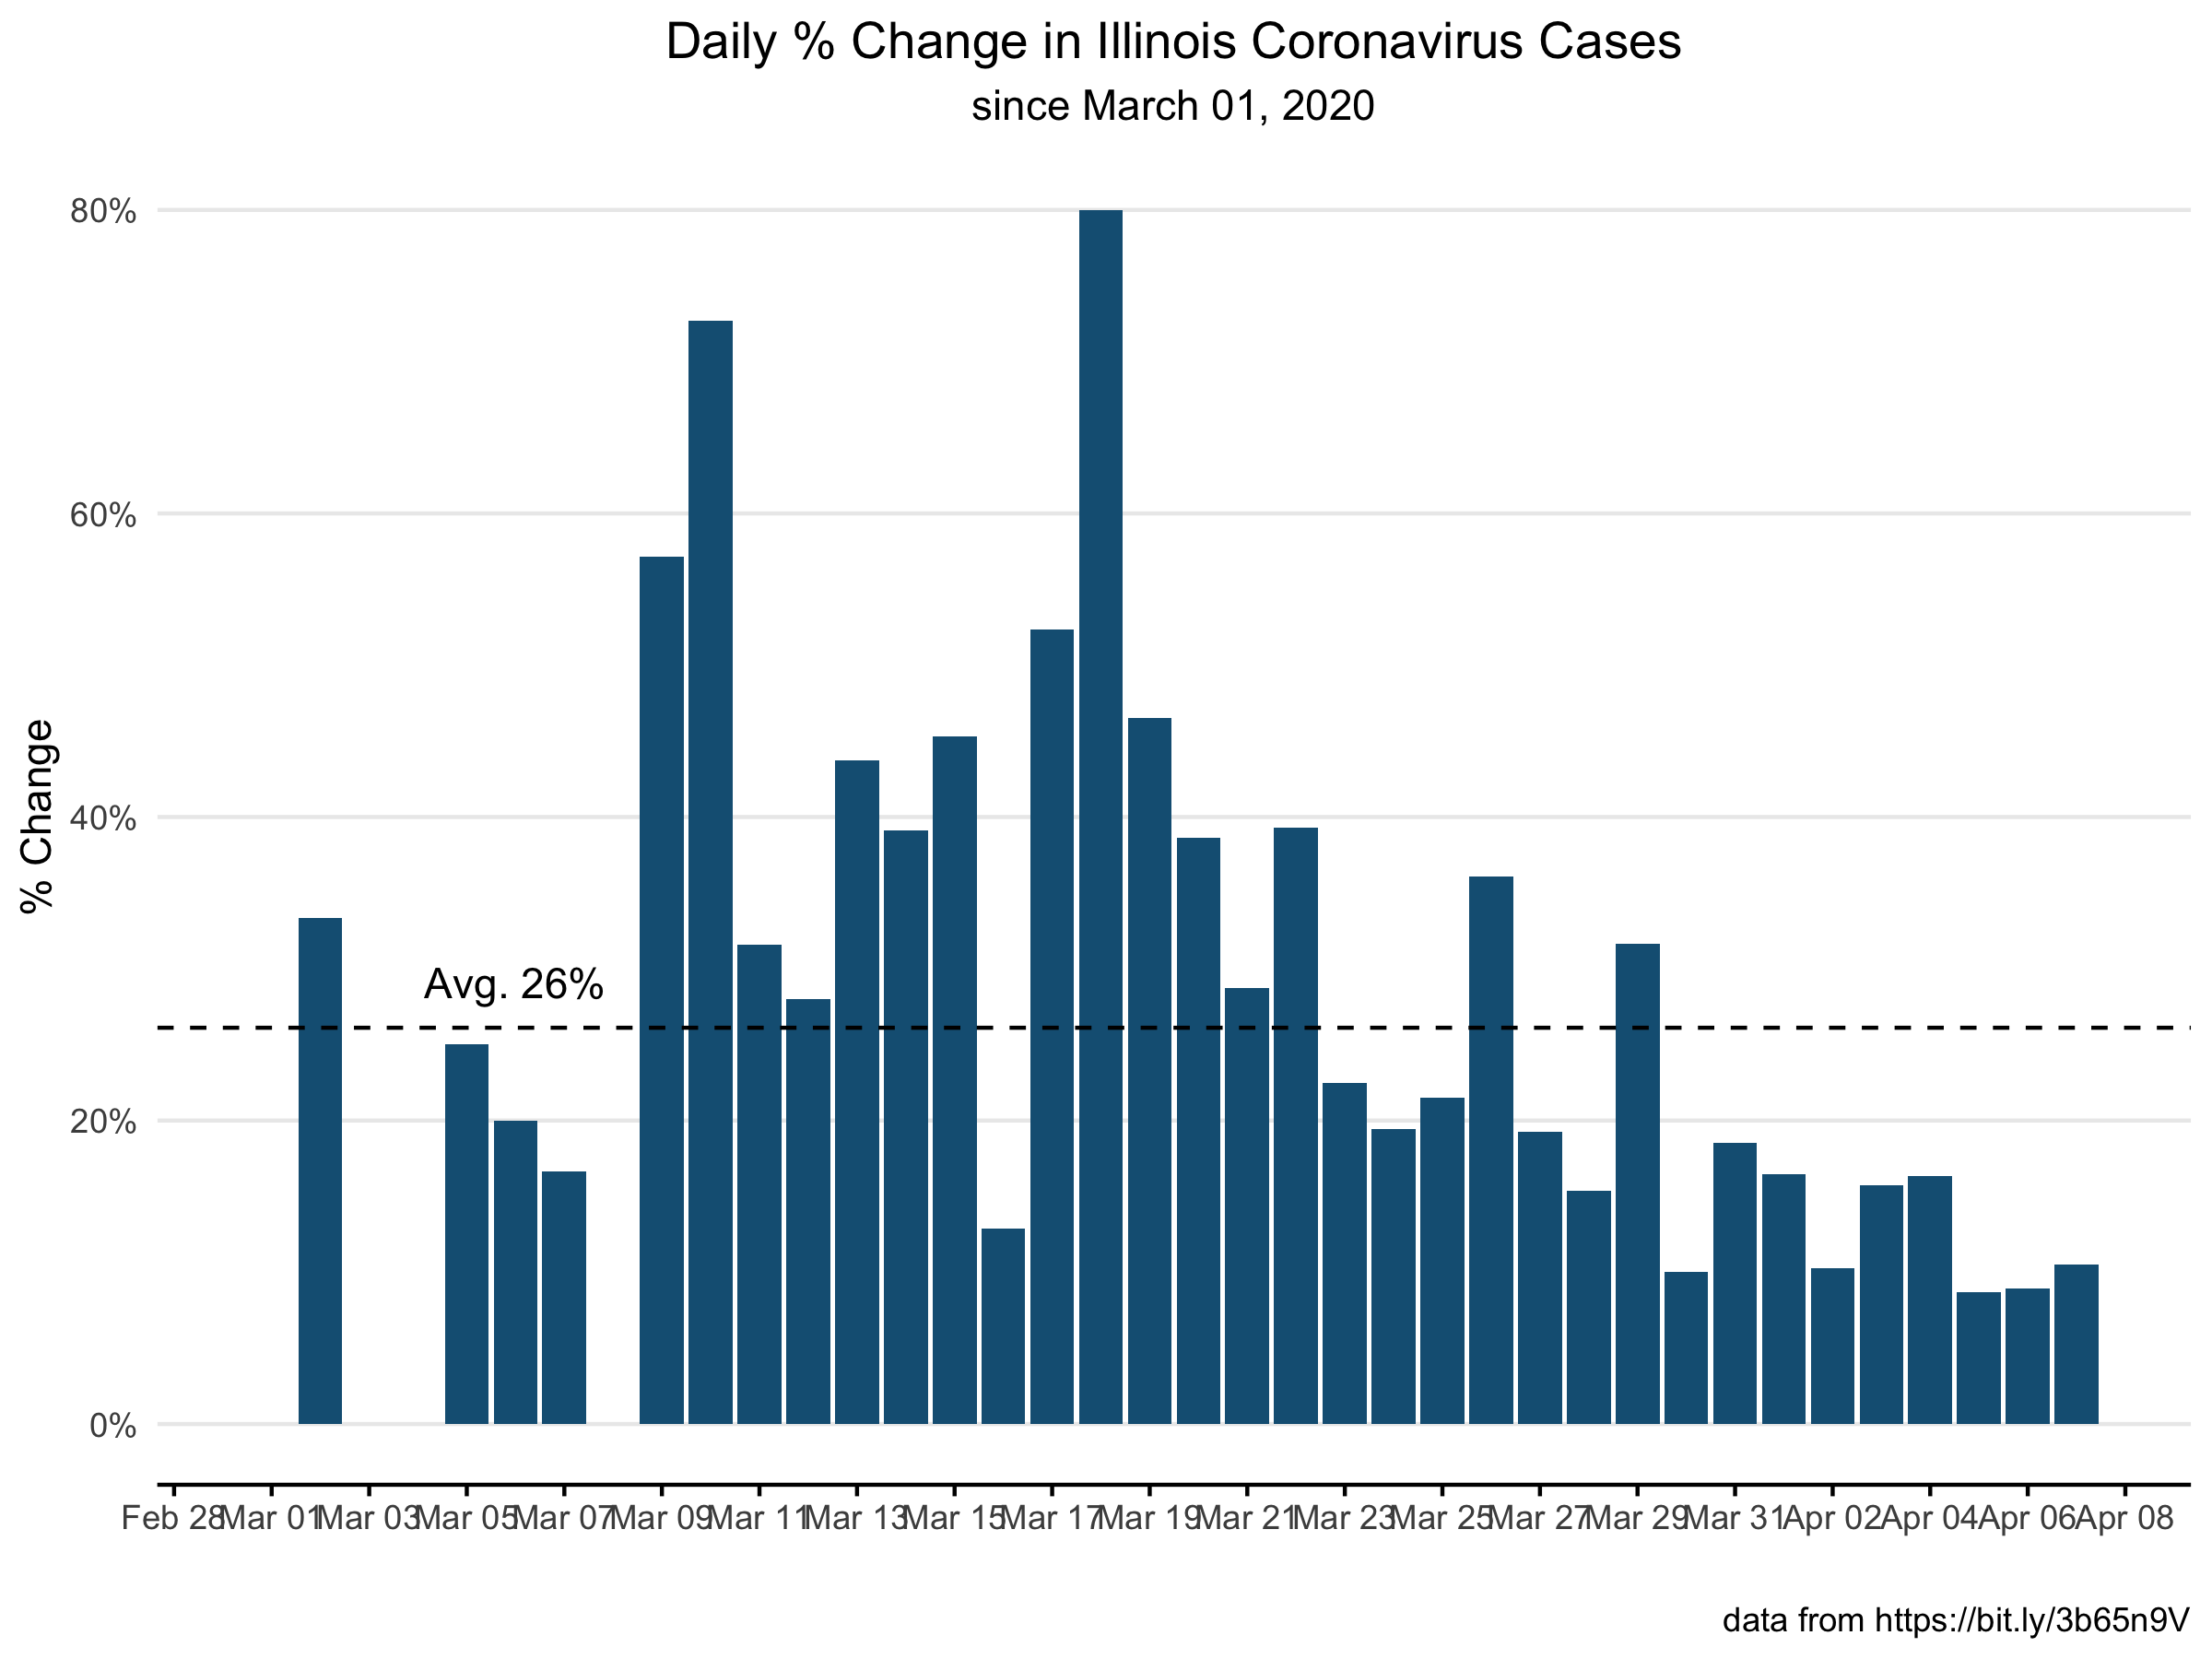 Daily % Change in Illinois Coronavirus Cases
since March 01, 2020
80%
60%
40%
20%
0%
% Change
Avg. 26%
Feb 28 Mar 01 Mar 03 Mar 05 Mar 07 Mar 09 Mar 11 Mar 13 Mar 15 Mar 17 Mar 19 Mar 21 Mar 23 Mar 25 Mar 27 Mar 29 Mar 31 Apr 02 Apr 04 Apr 06 Apr 08
data from https://bit.ly/3b65n9V